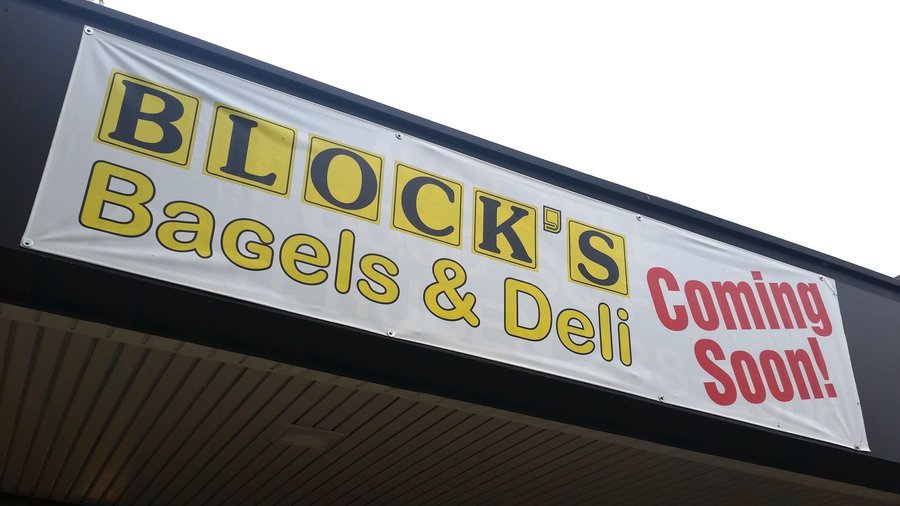 BLOCK'S
Bagels & Deli
Coming
Soon!